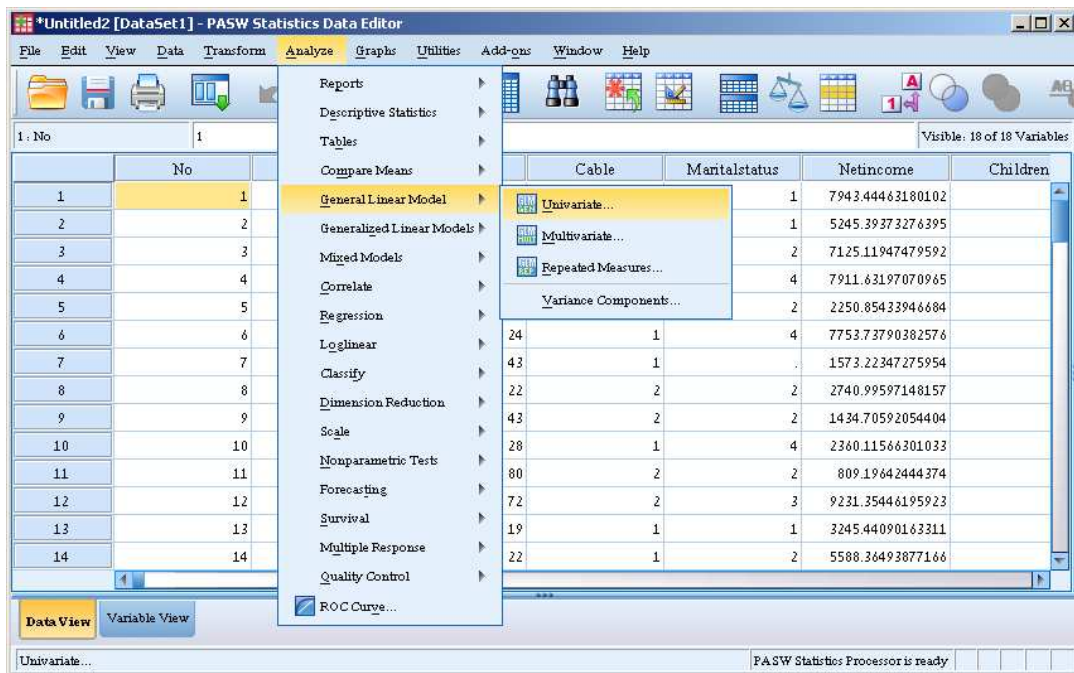 *Untitled2 [DataSet1] - PASW Statistics Data Editor
File Edit View Data Transform Analyze Graphs Utilities Add-ons Window Help
1 : No 1 Visible: 18 of 18 Variables
No Cable Maritalstatus Netincome Children
Reports
Descriptive Statistics
Tables
Compare Means
General Linear Model
Generalized Linear Models
Mixed Models
Correlate
Regression
Loglinear
Classify
Dimension Reduction
Scale
Nonparametric Tests
Forecasting
Survival
Multiple Response
Quality Control
ROC Curve...
Univariate...
Multivariate...
Repeated Measures...
Variance Components...
1 1 1 7943.44463180102
2 2 1 5245.39373276395
3 3 2 7125.11947479592
4 4 4 7911.63197070965
5 5 2 2250.85433946684
6 6 24 1 4 7753.73790382576
7 7 43 1 . 1573.22347275954
8 8 22 2 2 2740.99597148157
9 9 43 2 2 1434.70592054404
10 10 28 1 4 2360.11566301033
11 11 80 2 2 809.19642444374
12 12 72 2 3 9231.35446195923
13 13 19 1 1 3245.44090163311
14 14 22 1 2 5588.36493877166
Data View Variable View
Univariate... PASW Statistics Processor is ready